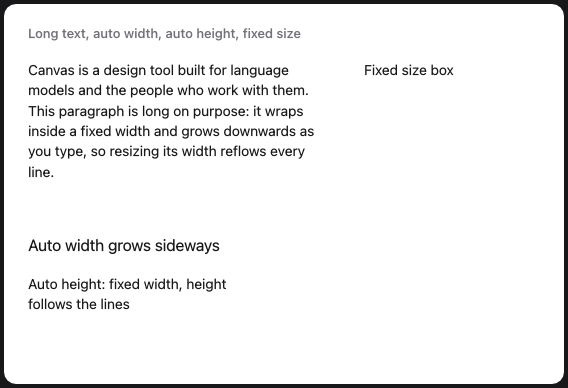 Long text, auto width, auto height, fixed size
Canvas is a design tool built for language
models and the people who work with them.
This paragraph is long on purpose: it wraps
inside a fixed width and grows downwards as
you type, so resizing its width reflows every
line.
Fixed size box
Auto width grows sideways
Auto height: fixed width, height
follows the lines